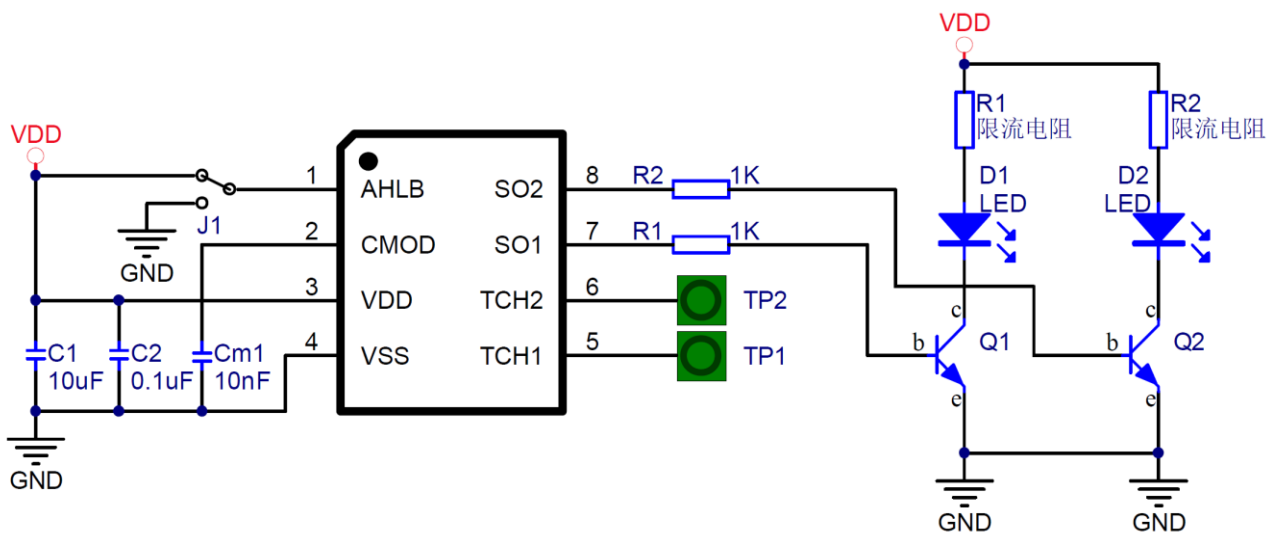 VDD
J1
GND
C1
10uF
C2
0.1uF
Cm1
10nF
GND
1
2
3
4
AHLB
CMOD
VDD
VSS
SO2
SO1
TCH2
TCH1
8
7
6
5
R2 1K
R1 1K
TP2
TP1
VDD
R1
限流电阻
R2
限流电阻
D1
LED
D2
LED
c
b
Q1
e
c
b
Q2
e
GND
GND